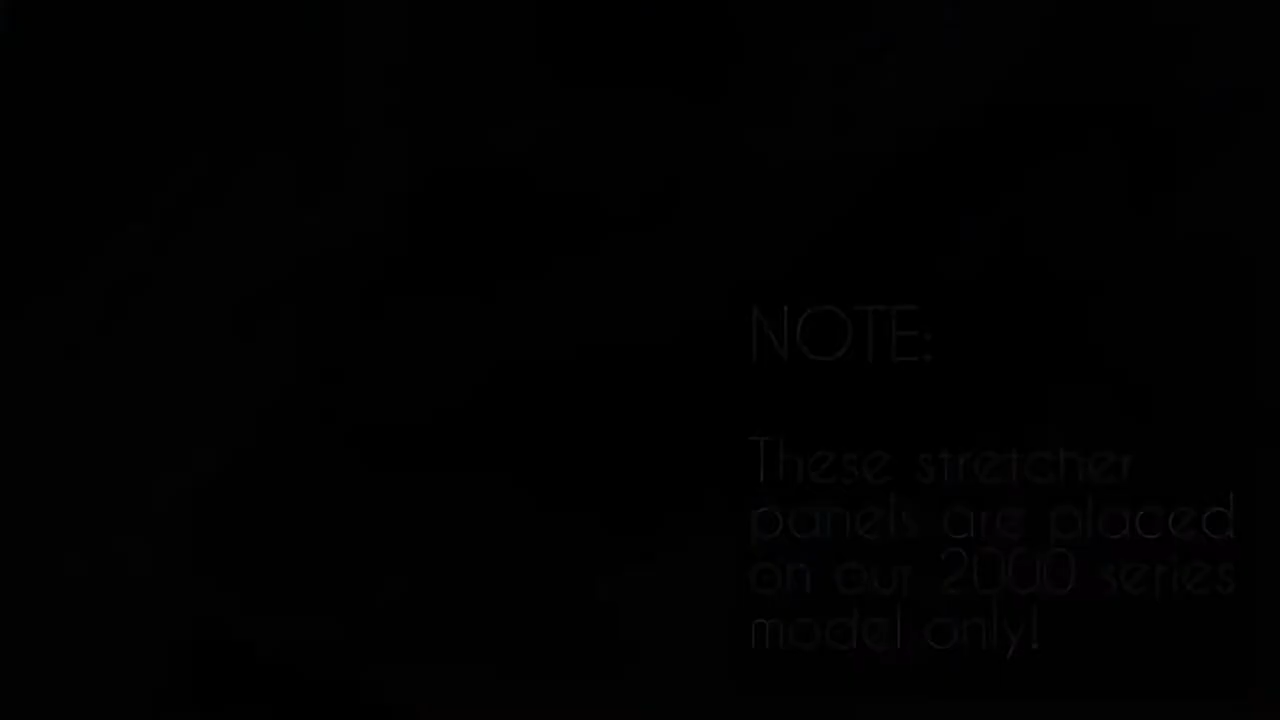 NOTE:
These stretcher
panels are placed
on our 2000 series
model only!